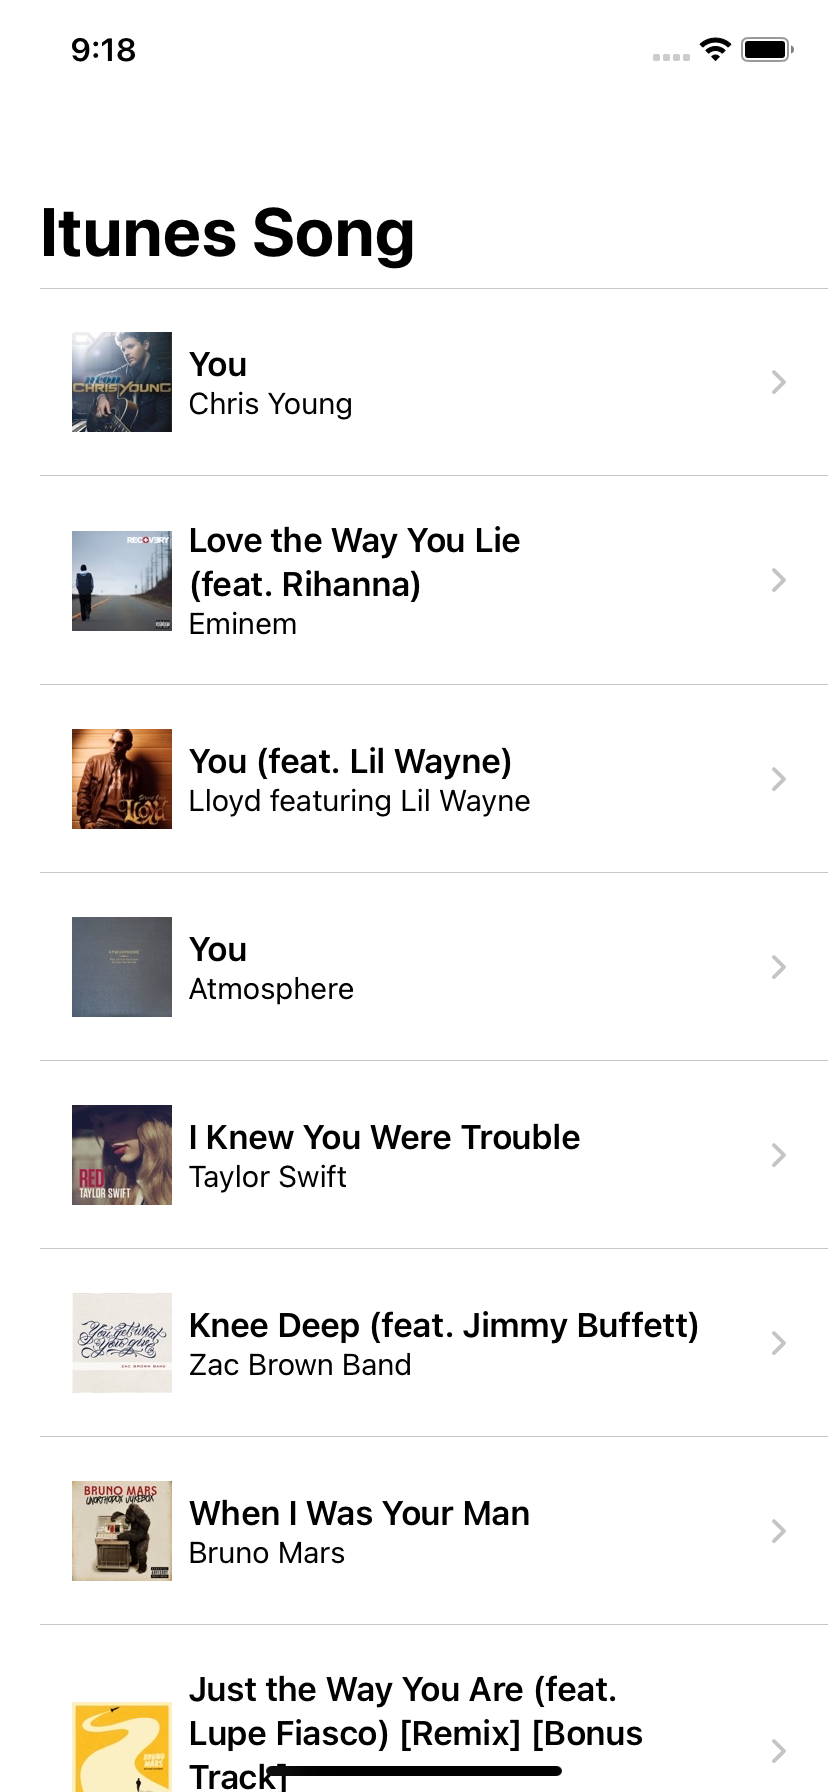 9:18
Itunes Song
CHRIS YOUNG
You
Chris Young
RECOVERY
Love the Way You Lie
(feat. Rihanna)
Eminem
Lloyd
You (feat. Lil Wayne)
Lloyd featuring Lil Wayne
ATMOSPHERE
You
Atmosphere
RED
TAYLOR SWIFT
I Knew You Were Trouble
Taylor Swift
You get what
You give
ZAC BROWN BAND
Knee Deep (feat. Jimmy Buffett)
Zac Brown Band
BRUNO MARS
UNORTHODOX JUKEBOX
When I Was Your Man
Bruno Mars
BRUNO
MARS
Just the Way You Are (feat.
Lupe Fiasco) [Remix] [Bonus
Track]